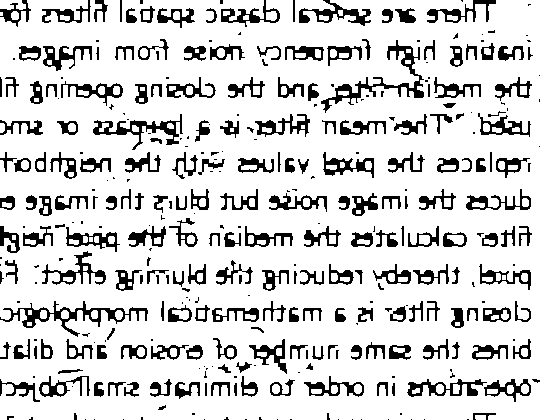 There are several classic spatial filters for
inating high frequency noise from images.
the median filter and the closing opening fil
used. The mean filter is a lowpass or smo
replaces the pixel values with the neighborh
duces the image noise but blurs the image e
filter calculates the median of the pixel neigh
pixel, thereby reducing the blurring effect.
closing filter is a mathematical morphologic
bines the same number of erosion and dilat
operations in order to eliminate small object